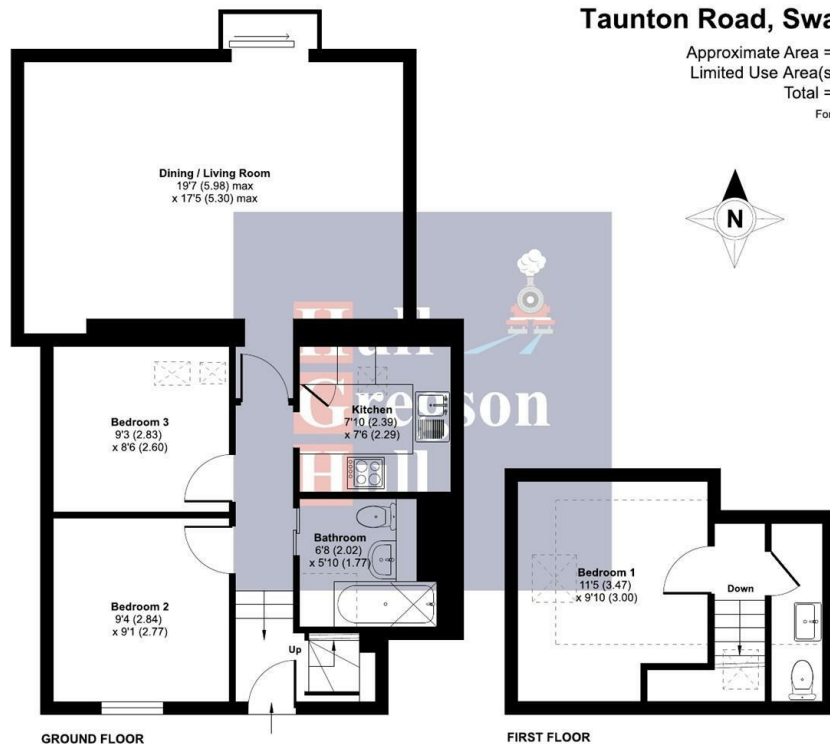 Taunton Road, Swa
Approximate Area =
Limited Use Area(s
Total =
For
Dining / Living Room
19'7 (5.98) max
x 17'5 (5.30) max
N
Hall
Gregson
Hall
Bedroom 3
9'3 (2.83)
x 8'6 (2.60)
Kitchen
7'10 (2.39)
x 7'6 (2.29)
Bathroom
6'8 (2.02)
x 5'10 (1.77)
Bedroom 2
9'4 (2.84)
x 9'1 (2.77)
Up
Bedroom 1
11'5 (3.47)
x 9'10 (3.00)
Down
GROUND FLOOR
FIRST FLOOR